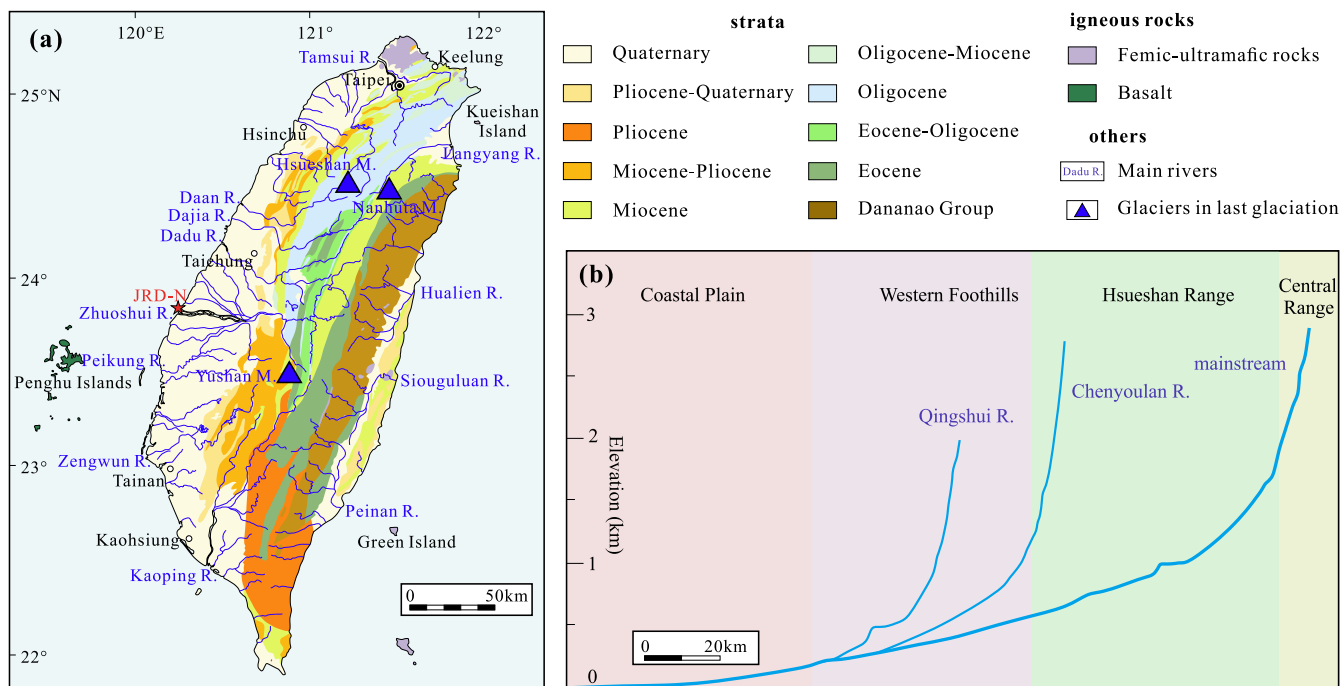 120°E
121°
122°
(a)
Tamsui R.
Keelung
Taipei
25°N
Kueishan
Island
Hsinchu
Langyang R.
Hsueshan M.
Daan R.
Nanhuta M.
Dajia R.
Dadu R.
Taichung
24°
JRD-N
Hualien R.
Zhuoshui R.
Peikung R.
Penghu Islands
Yushan M.
Siouguluan R.
23°
Zengwun R.
Tainan
Peinan R.
Kaohsiung
Green Island
Kaoping R.
0 50km
22°
strata
Quaternary
Pliocene-Quaternary
Pliocene
Miocene-Pliocene
Miocene
Oligocene-Miocene
Oligocene
Eocene-Oligocene
Eocene
Dananao Group
igneous rocks
Femic-ultramafic rocks
Basalt
others
Dadu R.
Main rivers
Glaciers in last glaciation
(b)
Coastal Plain
Western Foothills
Hsueshan Range
Central
Range
3
mainstream
Chenyoulan R.
Qingshui R.
2
Elevation (km)
1
0 20km
0